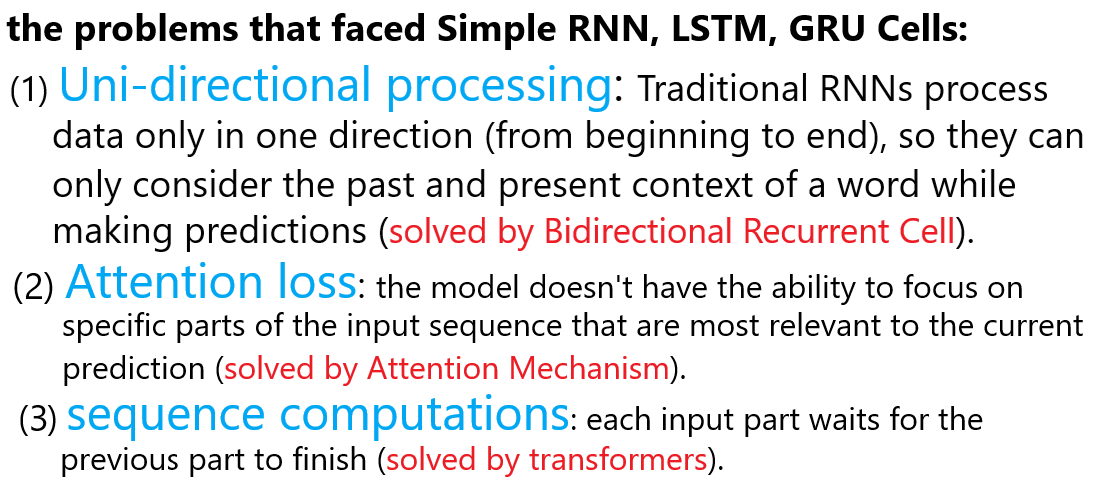 the problems that faced Simple RNN, LSTM, GRU Cells:
(1) Uni-directional processing: Traditional RNNs process
data only in one direction (from beginning to end), so they can
only consider the past and present context of a word while
making predictions (solved by Bidirectional Recurrent Cell).
(2) Attention loss: the model doesn't have the ability to focus on
specific parts of the input sequence that are most relevant to the current
prediction (solved by Attention Mechanism).
(3) sequence computations: each input part waits for the
previous part to finish (solved by transformers).